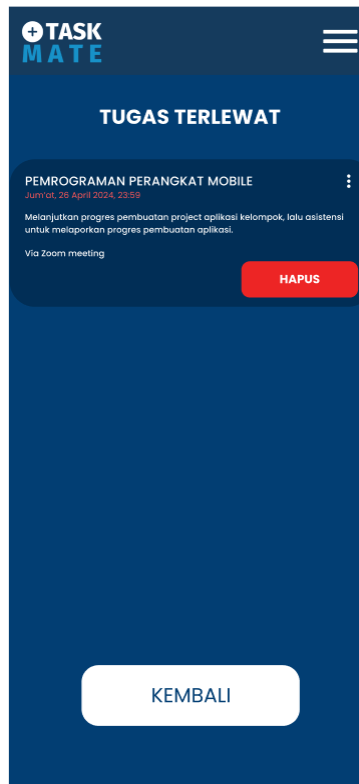 TASK
MATE
TUGAS TERLEWAT
PEMROGRAMAN PERANGKAT MOBILE
Jum'at, 26 April 2024, 23:59
Melanjutkan progres pembuatan project aplikasi kelompok, lalu asistensi
untuk melaporkan progres pembuatan aplikasi.
Via Zoom meeting
HAPUS
KEMBALI